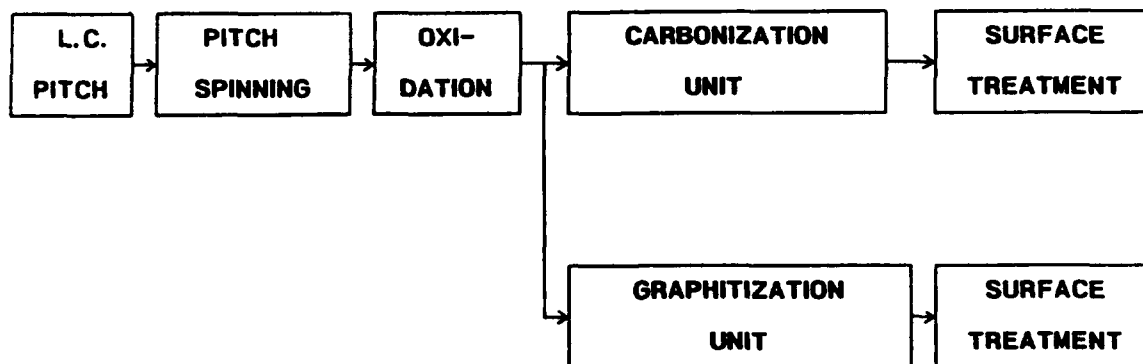 L.C.
PITCH
PITCH
SPINNING
OXI-
DATION
CARBONIZATION
UNIT
SURFACE
TREATMENT
GRAPHITIZATION
UNIT
SURFACE
TREATMENT